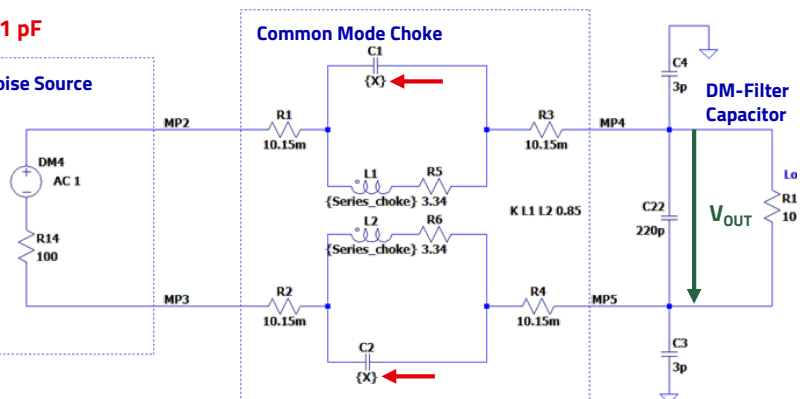 1 pF
Common Mode Choke
C1
{X}
oise Source
C4
3p
DM-Filter
Capacitor
MP2
R1
10.15m
R3
10.15m
MP4
DM4
AC 1
L1
R5
{Series_choke} 3.34
K L1 L2 0.85
C22
220p
VOUT
Lo
R1
10
R14
100
L2
R6
{Series_choke} 3.34
MP3
R2
10.15m
R4
10.15m
MP5
C2
{X}
C3
3p